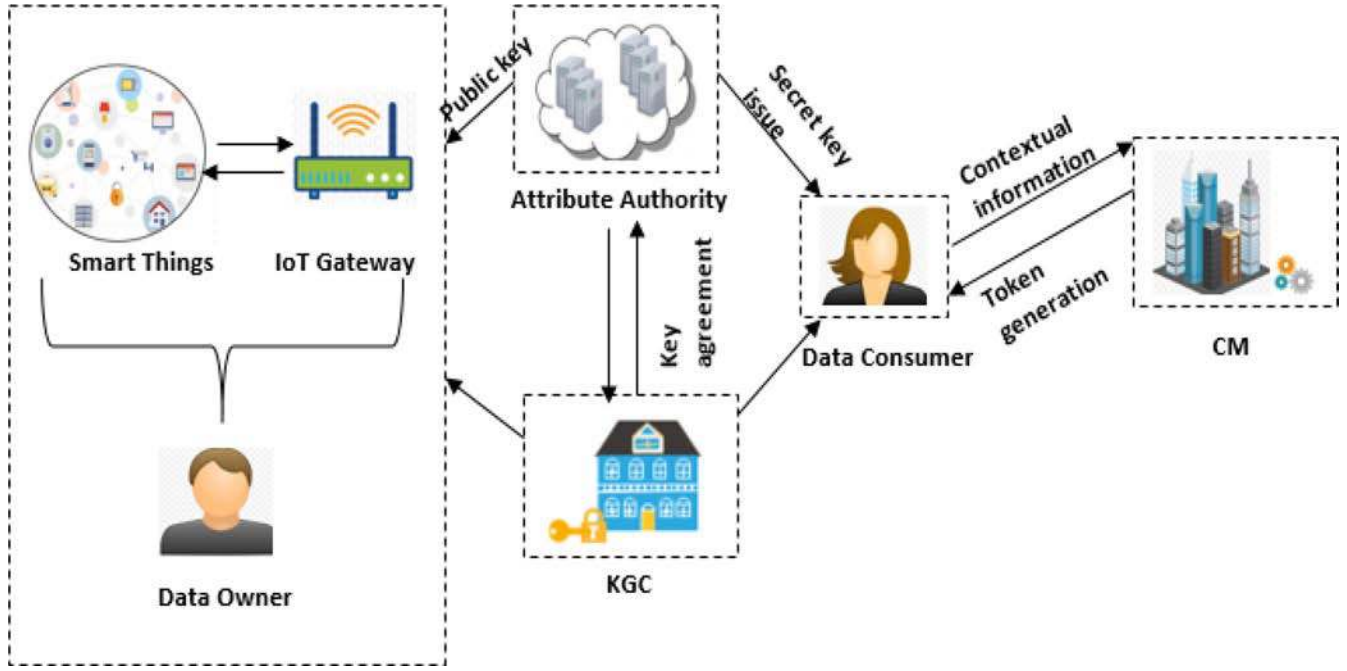 Public key
Secret key
issue
Attribute Authority
Contextual
information
Smart Things
IoT Gateway
Key
agreement
Token
generation
Data Consumer
CM
KGC
Data Owner